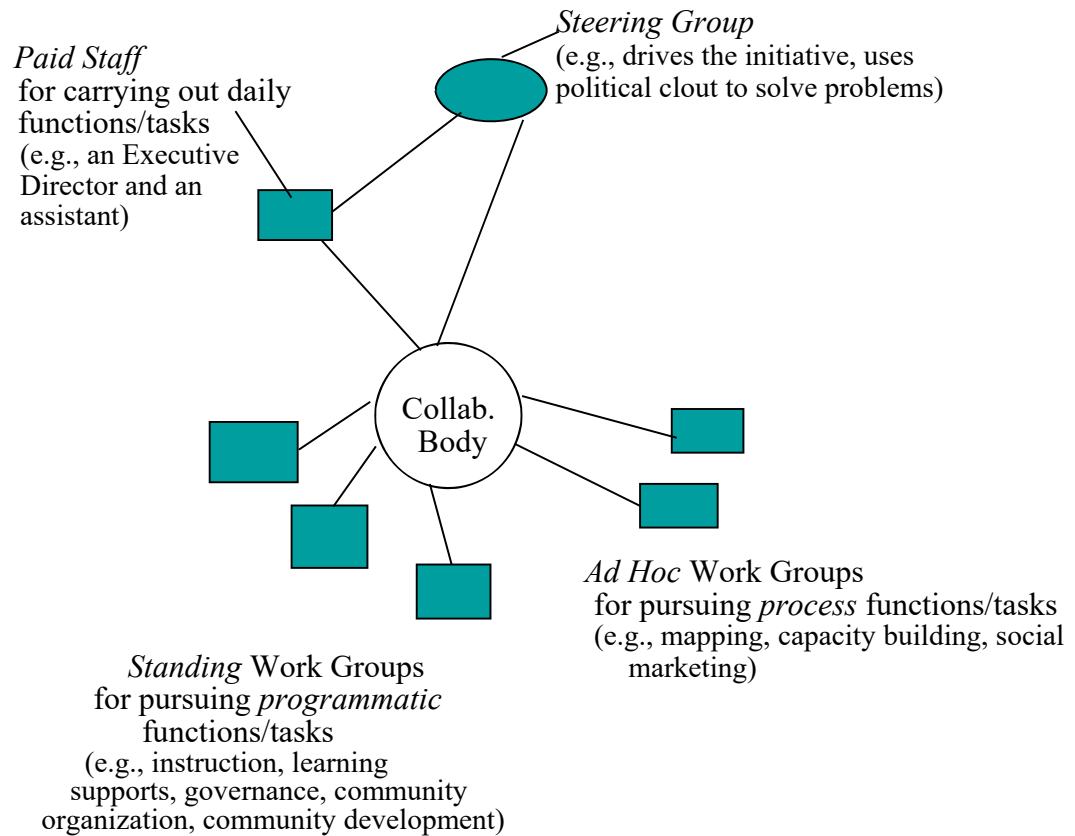 Steering Group
(e.g., drives the initiative, uses
political clout to solve problems)
Paid Staff
for carrying out daily
functions/tasks
(e.g., an Executive
Director and an
assistant)
Collab.
Body
Ad Hoc Work Groups
for pursuing process functions/tasks
(e.g., mapping, capacity building, social
marketing)
Standing Work Groups
for pursuing programmatic
functions/tasks
(e.g., instruction, learning
supports, governance, community
organization, community development)